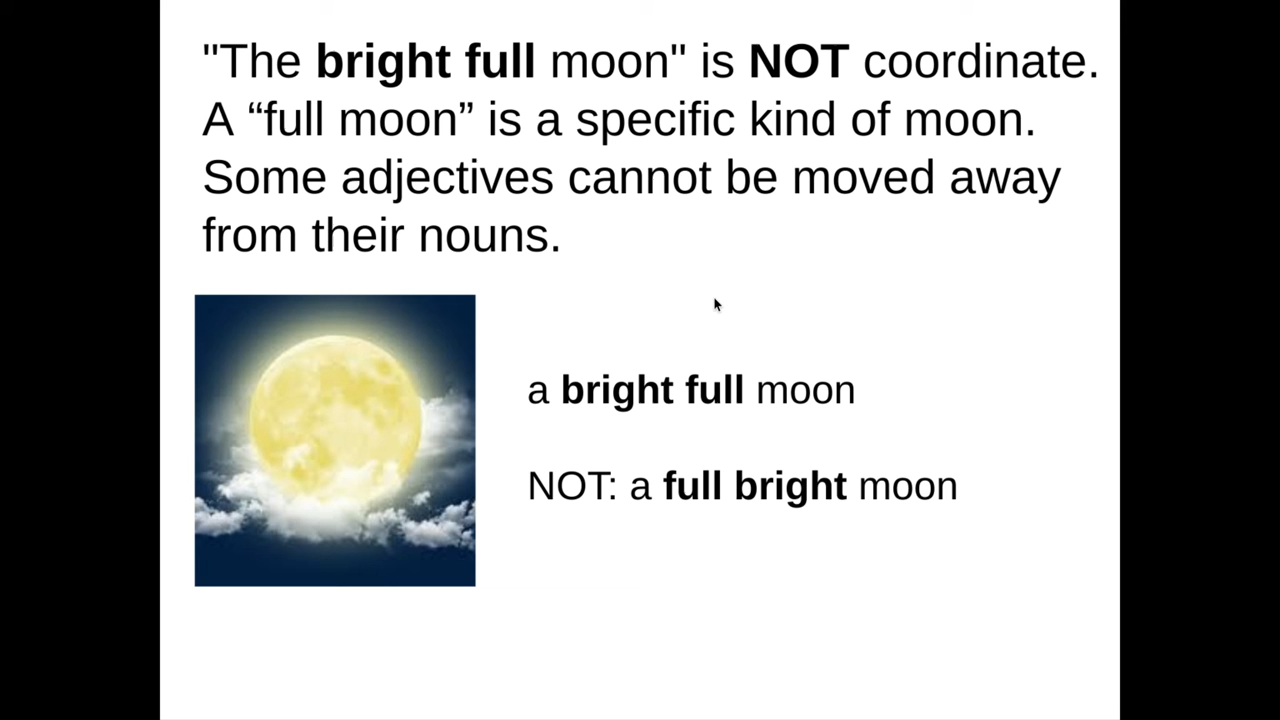 "The bright full moon" is NOT coordinate.
A “full moon” is a specific kind of moon.
Some adjectives cannot be moved away
from their nouns.
a bright full moon
NOT: a full bright moon